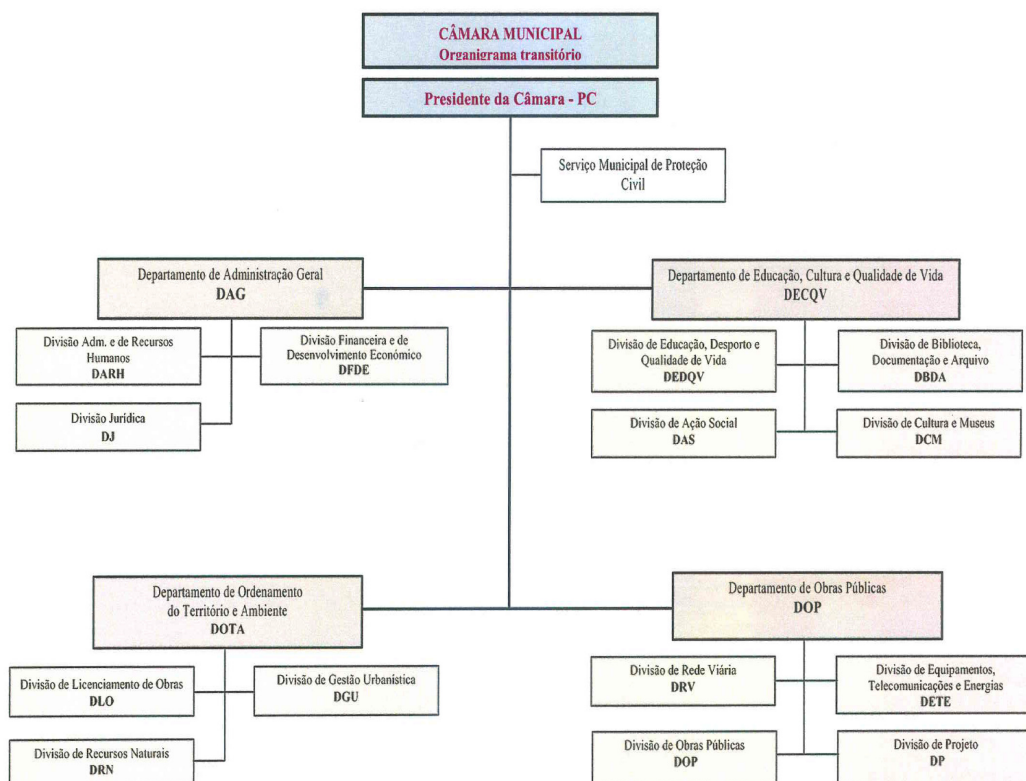 CÂMARA MUNICIPAL
Organigrama transitório
Presidente da Câmara - PC
Serviço Municipal de Proteção
Civil
Departamento de Administração Geral
DAG
Departamento de Educação, Cultura e Qualidade de Vida
DECQV
Divisão Adm. e de Recursos
Humanos
DARH
Divisão Financeira e de
Desenvolvimento Económico
DFDE
Divisão Jurídica
DJ
Divisão de Educação, Desporto e
Qualidade de Vida
DEDQV
Divisão de Biblioteca,
Documentação e Arquivo
DBDA
Divisão de Ação Social
DAS
Divisão de Cultura e Museus
DCM
Departamento de Ordenamento
do Território e Ambiente
DOTA
Departamento de Obras Públicas
DOP
Divisão de Licenciamento de Obras
DLO
Divisão de Gestão Urbanística
DGU
Divisão de Recursos Naturais
DRN
Divisão de Rede Viária
DRV
Divisão de Equipamentos,
Telecomunicações e Energias
DETE
Divisão de Obras Públicas
DOP
Divisão de Projeto
DP